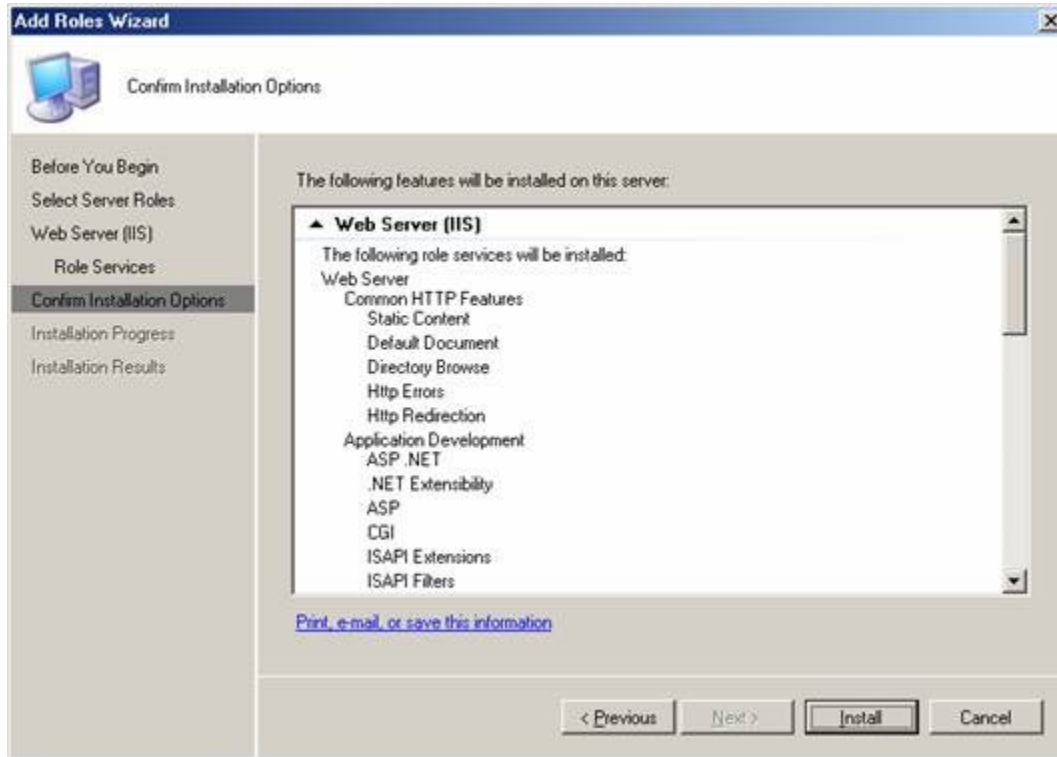 Add Roles Wizard
Confirm Installation Options
Before You Begin
Select Server Roles
Web Server (IIS)
Role Services
Confirm Installation Options
Installation Progress
Installation Results
The following features will be installed on this server:
Web Server (IIS)
The following role services will be installed:
Web Server
Common HTTP Features
Static Content
Default Document
Directory Browse
Http Errors
Http Redirection
Application Development
ASP .NET
.NET Extensibility
ASP
CGI
ISAPI Extensions
ISAPI Filters
Print, e-mail, or save this information
< Previous
Next >
Install
Cancel